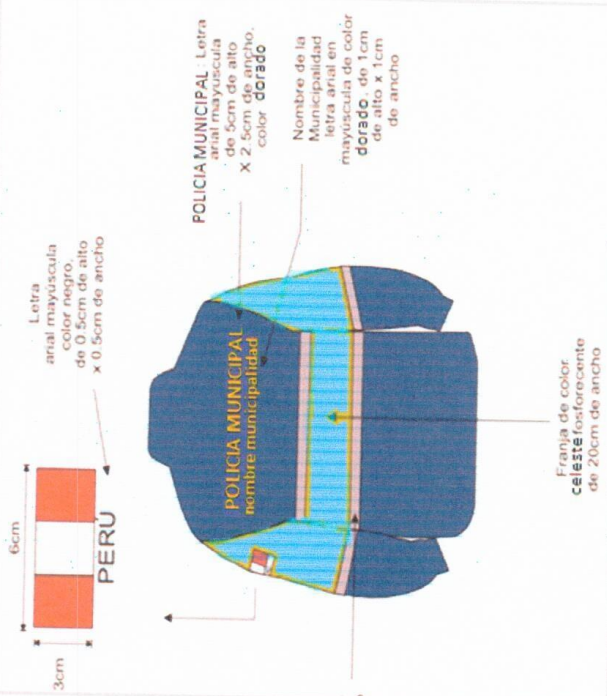 6cm
3cm
PERÚ
Letra
arial mayúscula
color negro,
de 0.5cm de alto
x 0.5cm de ancho
POLICIA MUNICIPAL: Letra
arial mayuscula
de 5cm de alto
X 2.5cm de ancho,
color dorado
Nombre de la
Municipalidad
letra arial en
mayúscula de color
dorado, de 1cm
de alto x 1cm
de ancho
POLICIA MUNICIPAL
nombre municipalidad
Franja de color
celeste fosforecente
de 20cm de ancho